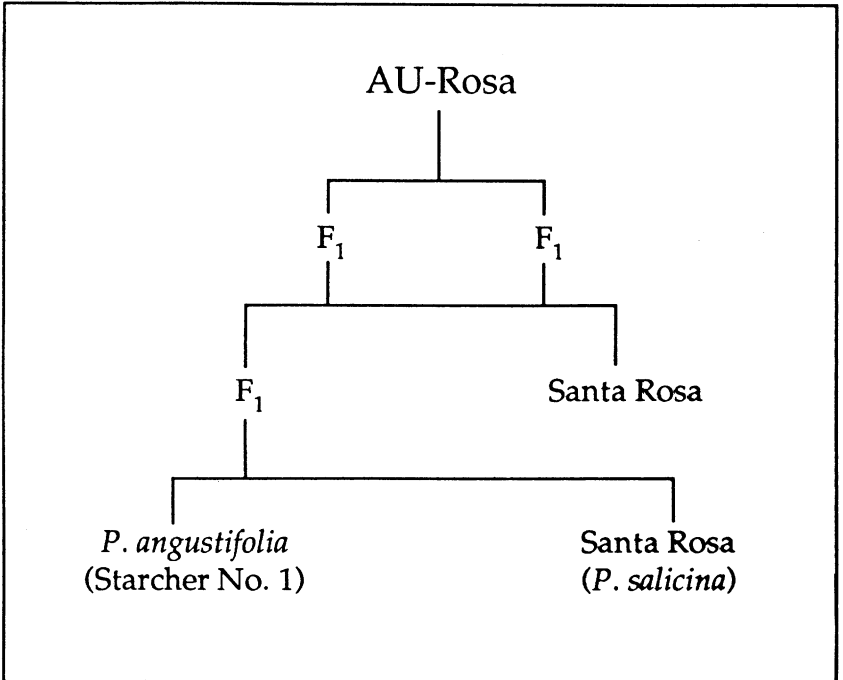 AU-Rosa
F1 F1
F1 Santa Rosa
P. angustifolia Santa Rosa
(Starcher No. 1) (P. salicina)